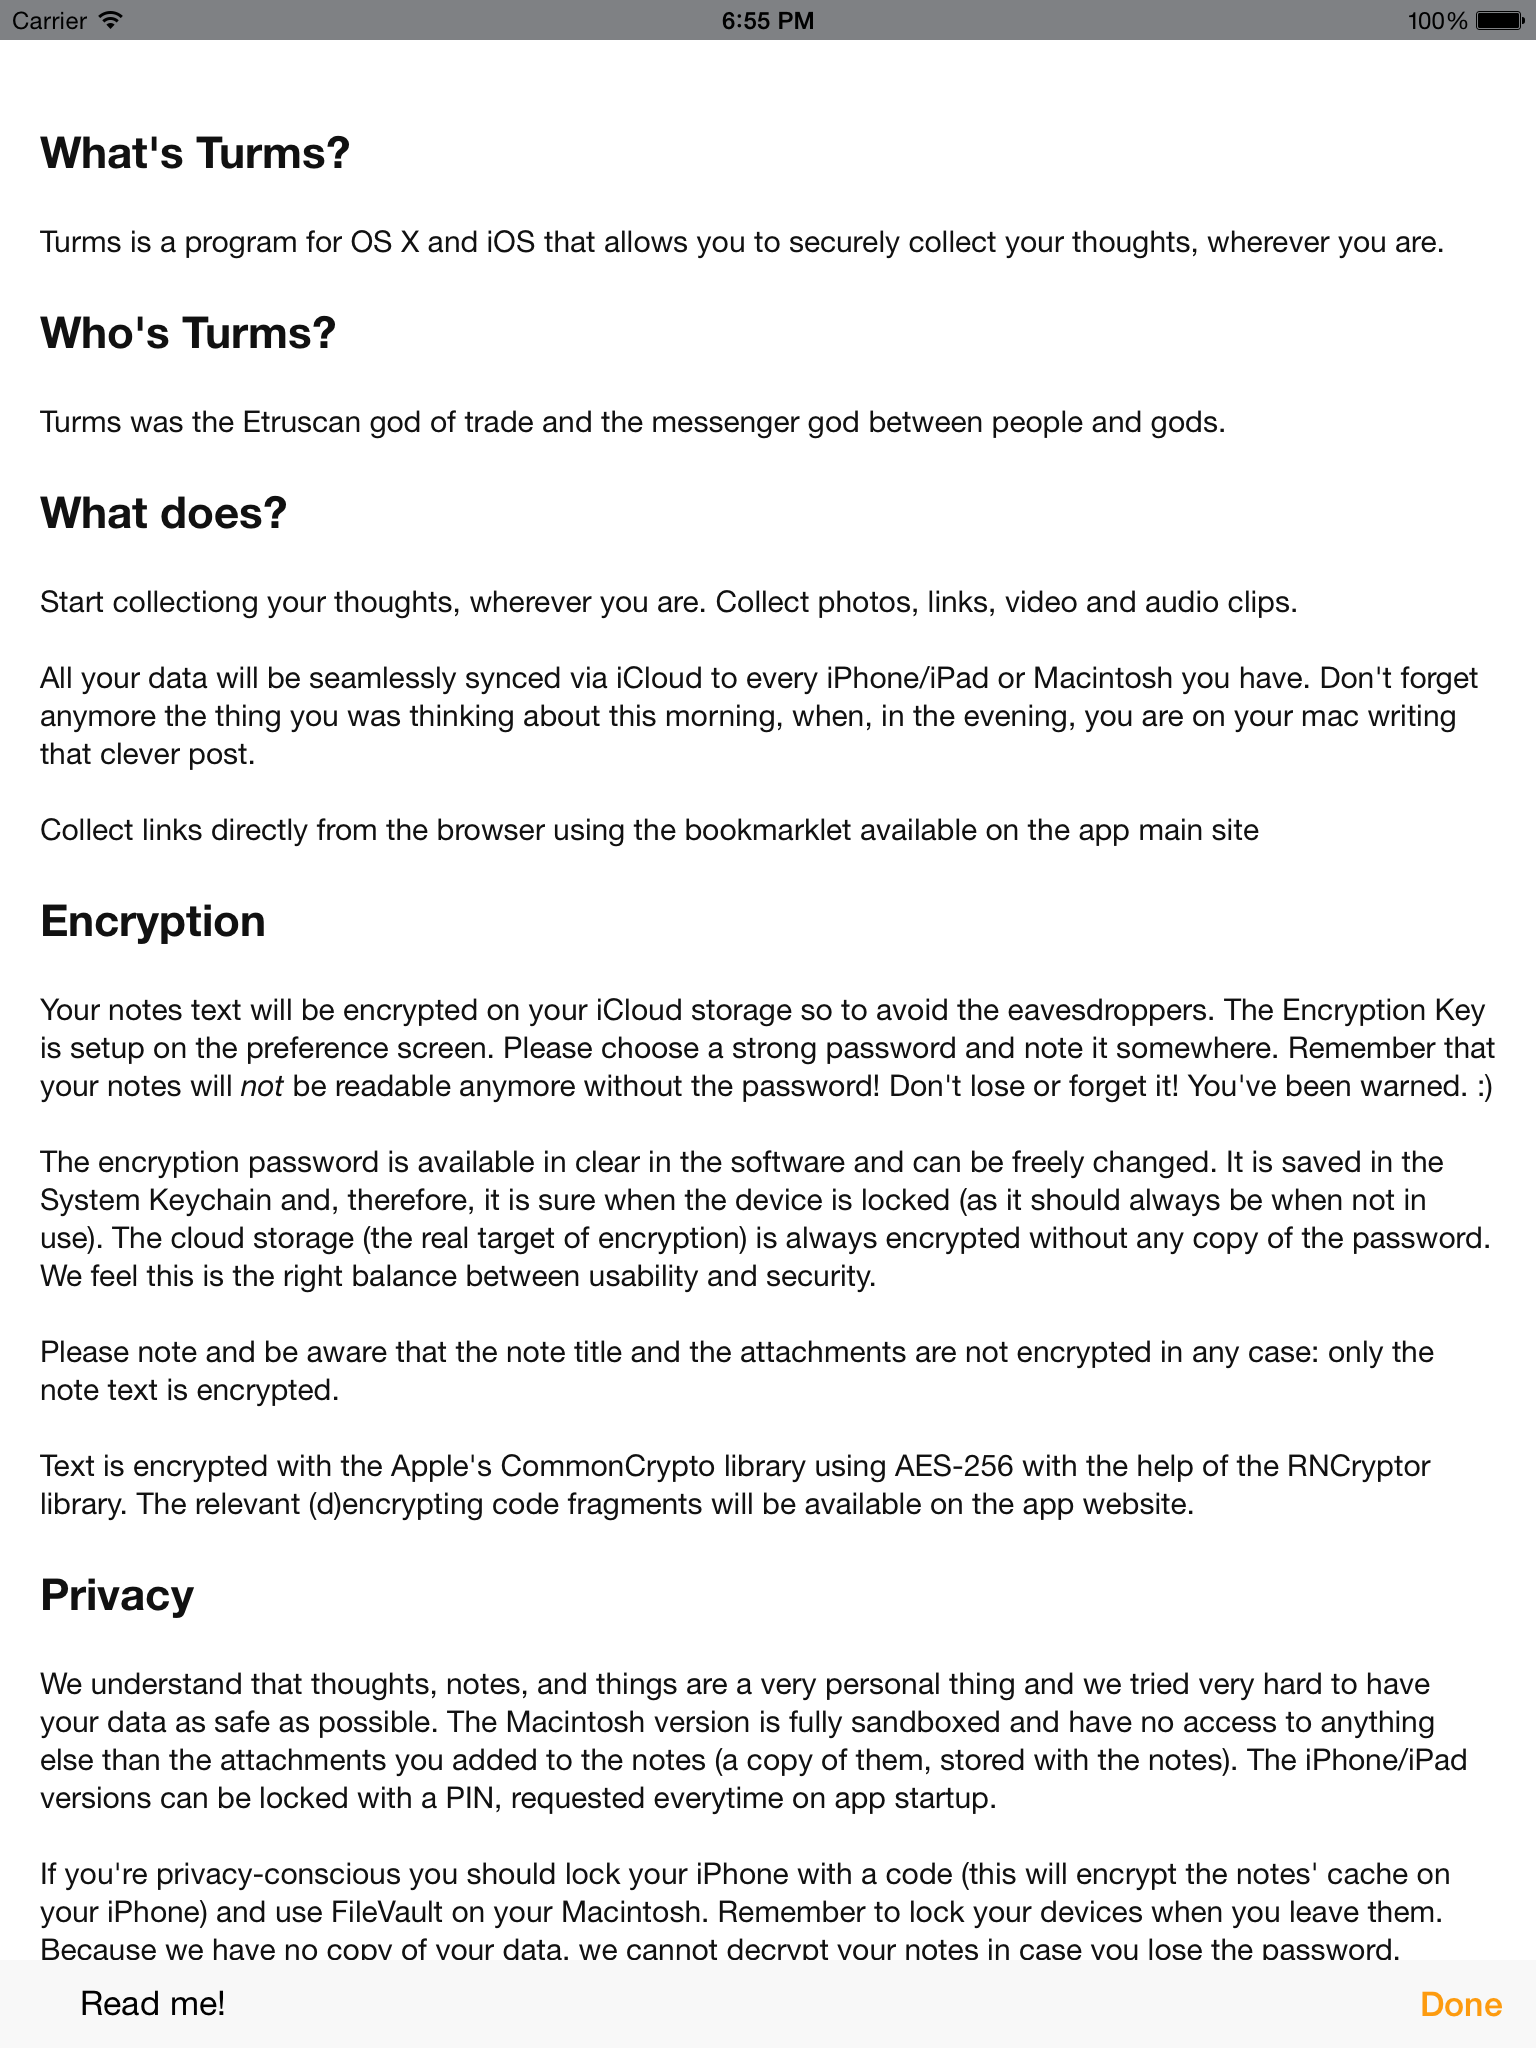 Carrier 6:55 PM 100%
What's Turms?
Turms is a program for OS X and iOS that allows you to securely collect your thoughts, wherever you are.
Who's Turms?
Turms was the Etruscan god of trade and the messenger god between people and gods.
What does?
Start collectiong your thoughts, wherever you are. Collect photos, links, video and audio clips.
All your data will be seamlessly synced via iCloud to every iPhone/iPad or Macintosh you have. Don't forget
anymore the thing you was thinking about this morning, when, in the evening, you are on your mac writing
that clever post.
Collect links directly from the browser using the bookmarklet available on the app main site
Encryption
Your notes text will be encrypted on your iCloud storage so to avoid the eavesdroppers. The Encryption Key
is setup on the preference screen. Please choose a strong password and note it somewhere. Remember that
your notes will not be readable anymore without the password! Don't lose or forget it! You've been warned. :)
The encryption password is available in clear in the software and can be freely changed. It is saved in the
System Keychain and, therefore, it is sure when the device is locked (as it should always be when not in
use). The cloud storage (the real target of encryption) is always encrypted without any copy of the password.
We feel this is the right balance between usability and security.
Please note and be aware that the note title and the attachments are not encrypted in any case: only the
note text is encrypted.
Text is encrypted with the Apple's CommonCrypto library using AES-256 with the help of the RNCryptor
library. The relevant (d)encrypting code fragments will be available on the app website.
Privacy
We understand that thoughts, notes, and things are a very personal thing and we tried very hard to have
your data as safe as possible. The Macintosh version is fully sandboxed and have no access to anything
else than the attachments you added to the notes (a copy of them, stored with the notes). The iPhone/iPad
versions can be locked with a PIN, requested everytime on app startup.
If you're privacy-conscious you should lock your iPhone with a code (this will encrypt the notes' cache on
your iPhone) and use FileVault on your Macintosh. Remember to lock your devices when you leave them.
Because we have no copy of your data, we cannot decrypt your notes in case you lose the password.
Read me! Done